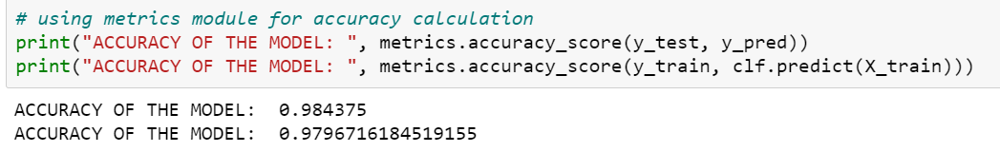 # using metrics module for accuracy calculation
print("ACCURACY OF THE MODEL: ", metrics.accuracy_score(y_test, y_pred))
print("ACCURACY OF THE MODEL: ", metrics.accuracy_score(y_train, clf.predict(X_train)))
ACCURACY OF THE MODEL:  0.984375
ACCURACY OF THE MODEL:  0.9796716184519155